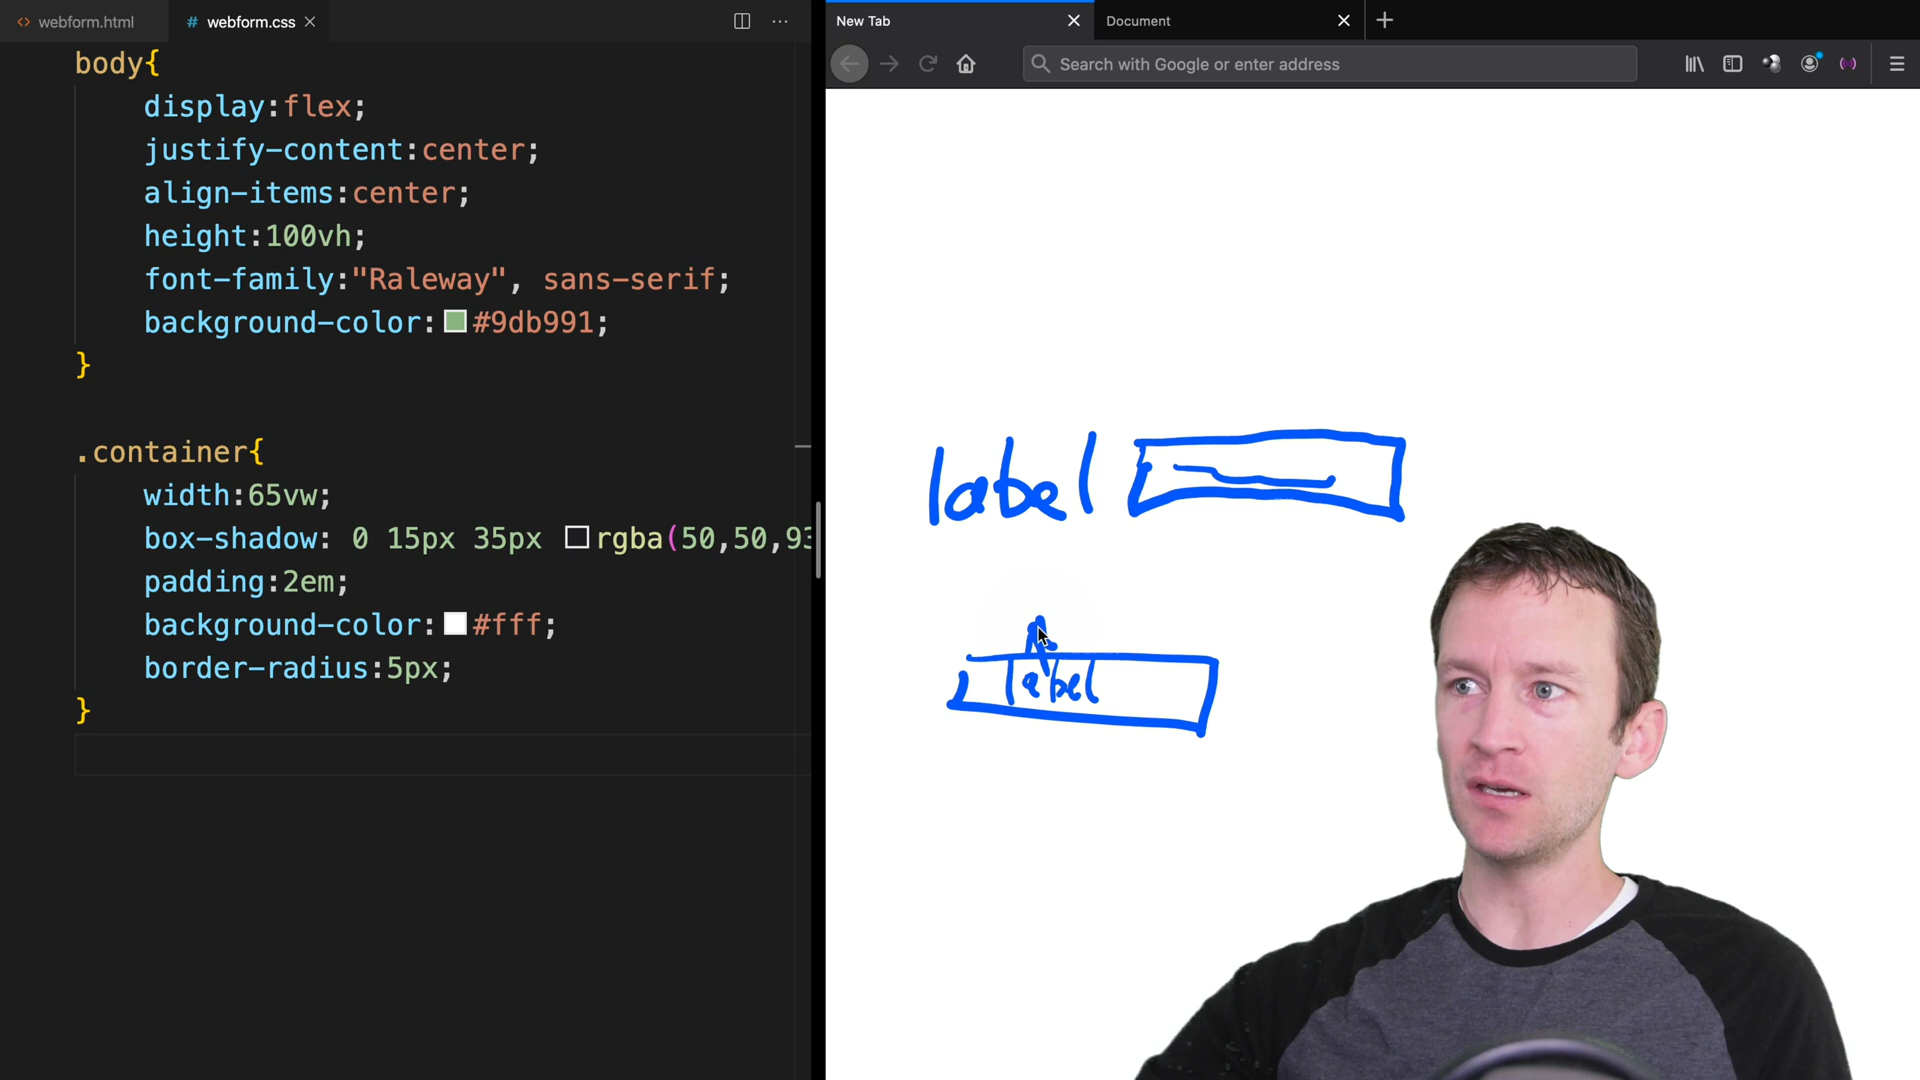 webform.html
webform.css
body{
display:flex;
justify-content:center;
align-items:center;
height:100vh;
font-family:"Raleway", sans-serif;
background-color:#9db991;
}
.container{
width:65vw;
box-shadow: 0 15px 35px rgba(50,50,93
padding:2em;
background-color:#fff;
border-radius:5px;
}
New Tab
Document
Search with Google or enter address
label
label